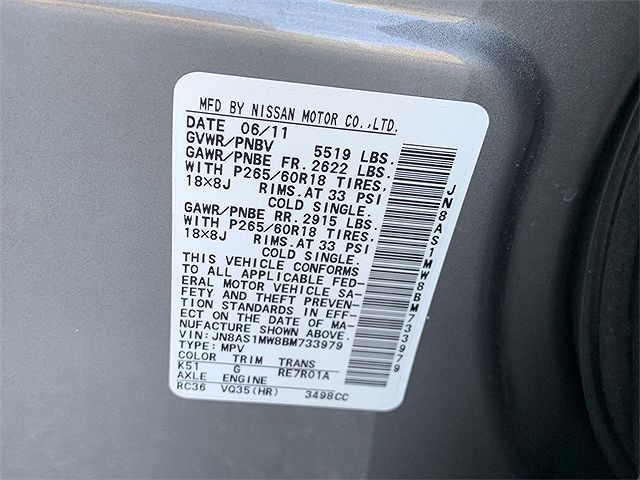 MFD BY NISSAN MOTOR CO.,LTD.
DATE 06/11
GVWR/PNBV 5519 LBS.
GAWR/PNBE FR. 2622 LBS.
WITH P265/60R18 TIRES,
18×8J RIMS.AT 33 PSI
COLD SINGLE.
GAWR/PNBE RR. 2915 LBS.
WITH P265/60R18 TIRES,
18×8J RIMS.AT 33 PSI
COLD SINGLE.
THIS VEHICLE CONFORMS
TO ALL APPLICABLE FED-
ERAL MOTOR VEHICLE SA-
FETY AND THEFT PREVEN-
TION STANDARDS IN EFF-
ECT ON THE DATE OF MA-
NUFACTURE SHOWN ABOVE.
VIN: JN8AS1MW8BM733979
TYPE: MPV
COLOR TRIM TRANS
K51 G RE7R01A
AXLE ENGINE
RC36 VQ35(HR) 3498CC
JN8AS1MW8BM733979